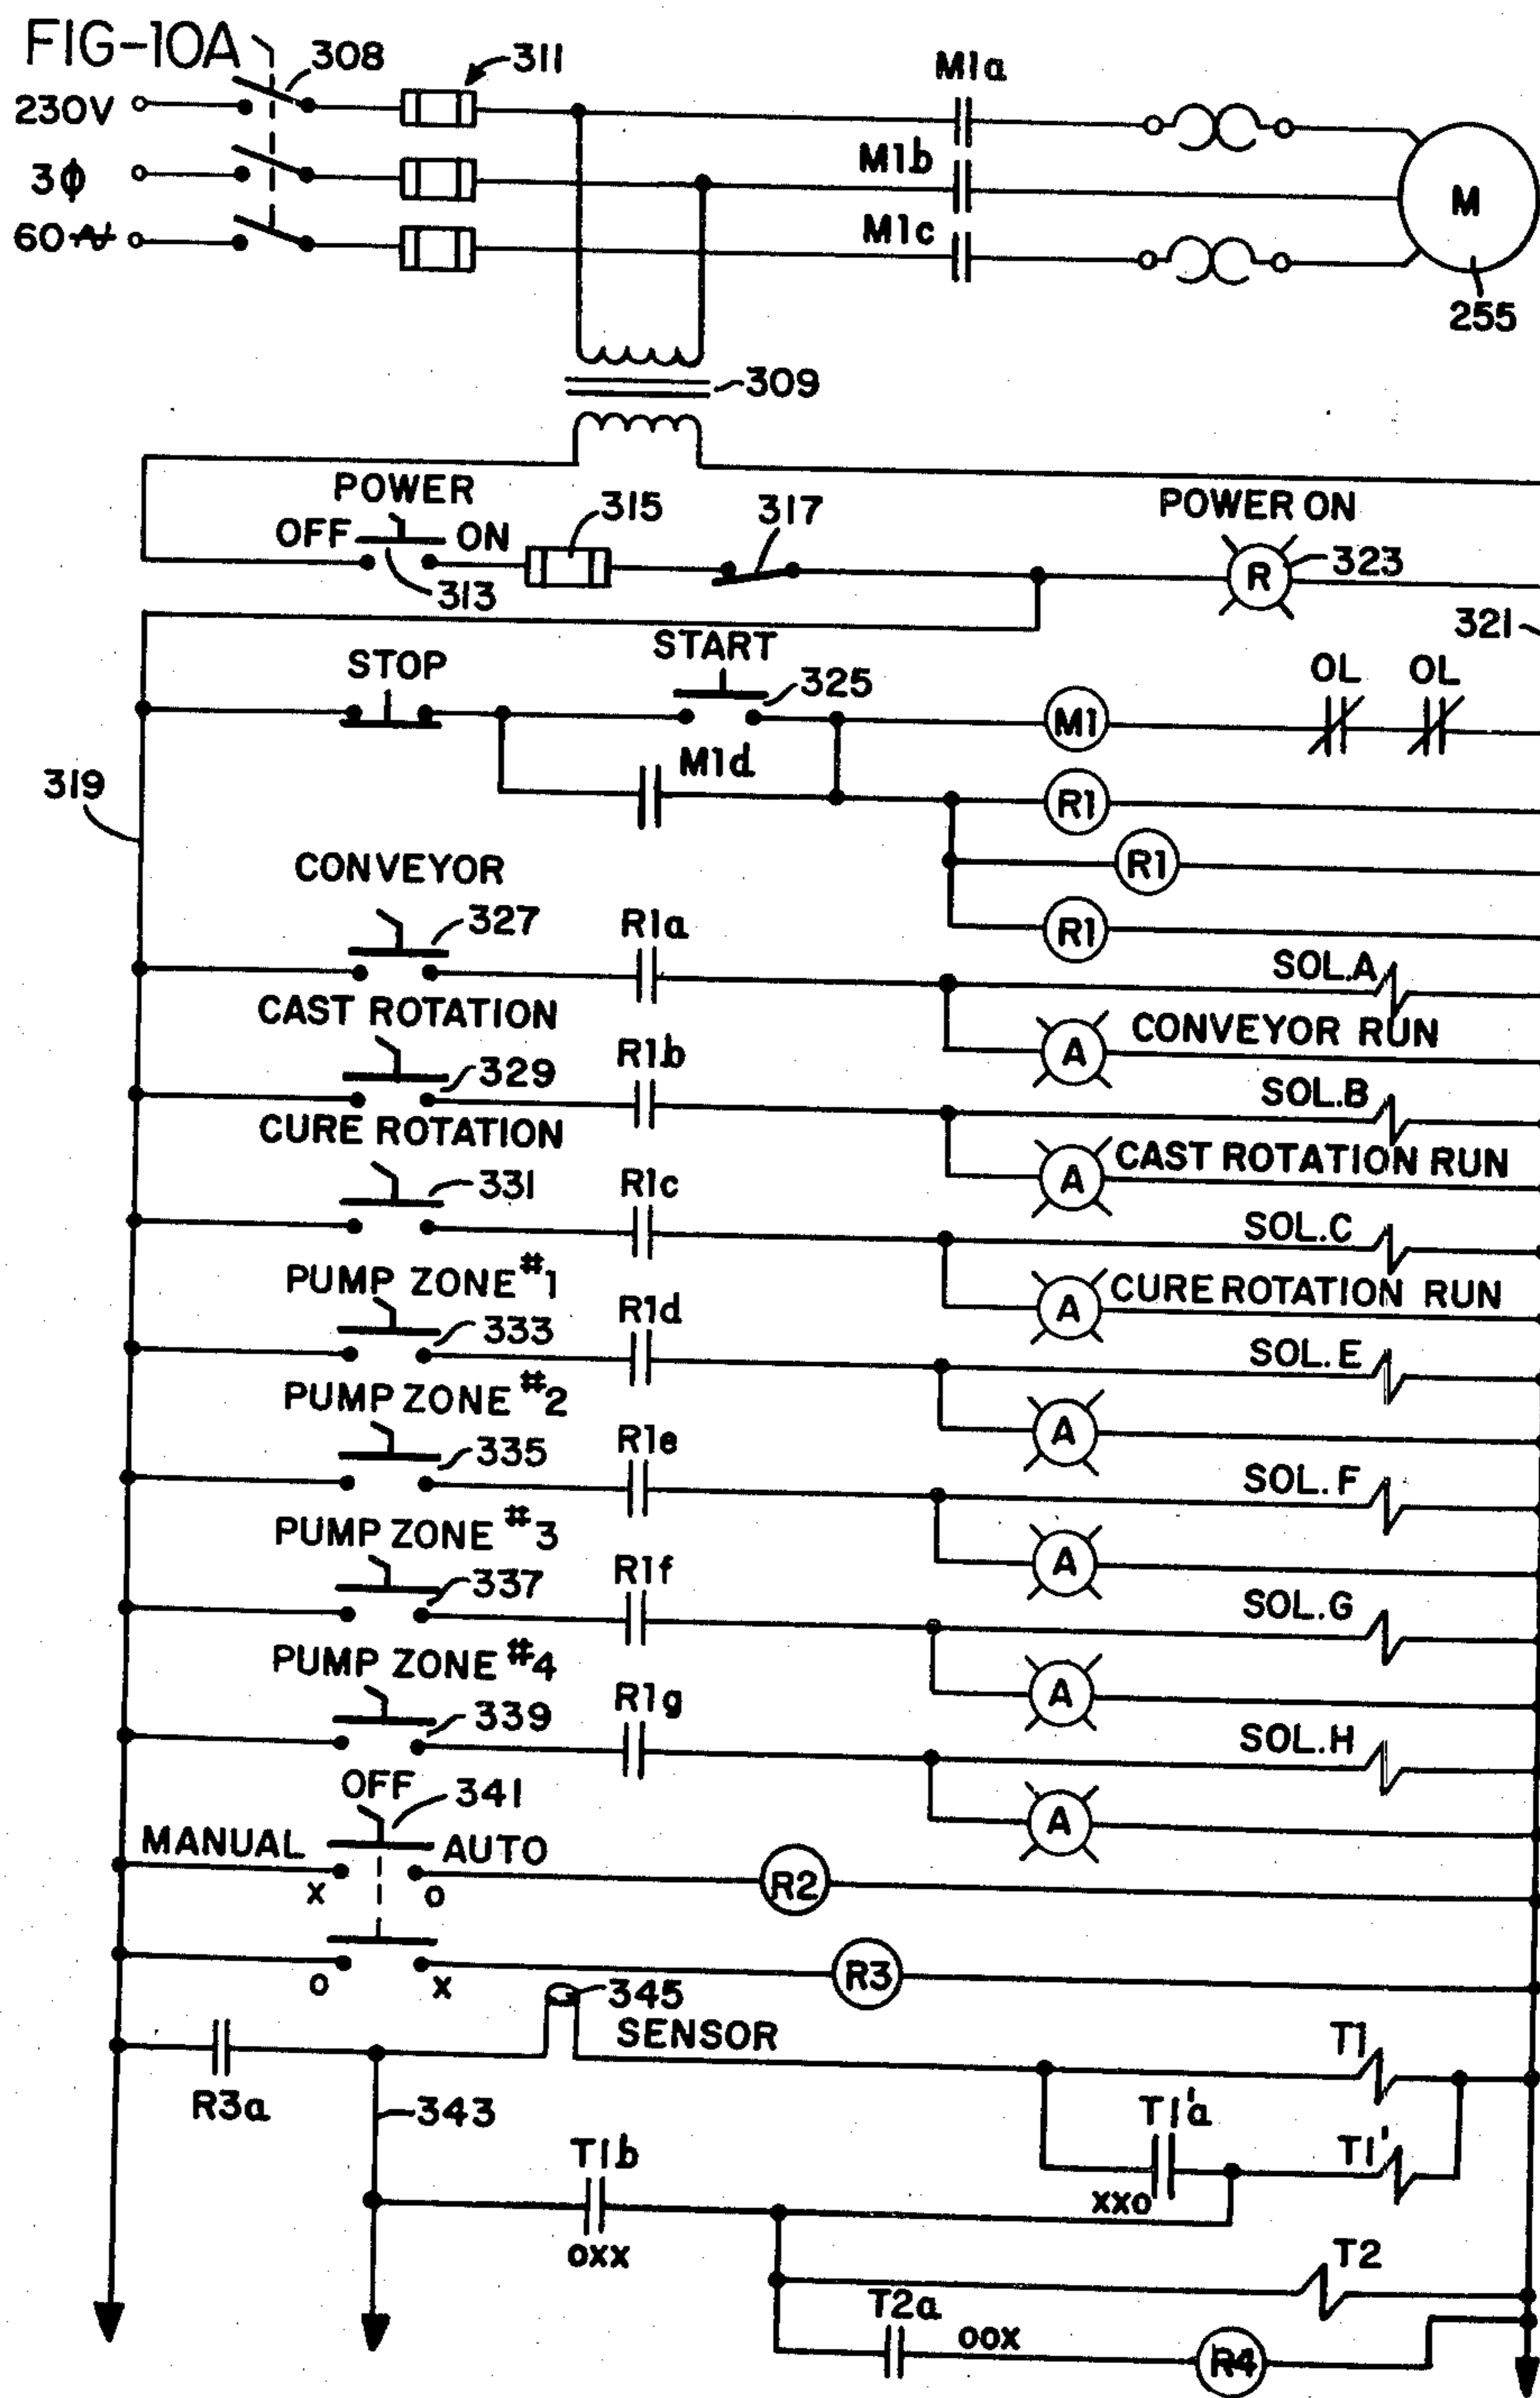 FIG-10A
308
311
M1a
230V
M1b
3ϕ
M
60
M1c
255
309
POWER
315
317
POWER ON
OFF
ON
R
323
313
321
START
STOP
325
OL
OL
M1
319
M1d
R1
R1
CONVEYOR
327
R1a
R1
SOL.A
CAST ROTATION
CONVEYOR RUN
A
329
R1b
SOL.B
CURE ROTATION
CAST ROTATION RUN
A
331
R1c
SOL.C
PUMP ZONE #1
CURE ROTATION RUN
A
333
R1d
SOL.E
PUMP ZONE #2
A
335
R1e
SOL.F
PUMP ZONE #3
A
337
R1f
SOL.G
PUMP ZONE #4
A
339
R1g
SOL.H
OFF
341
A
MANUAL
AUTO
X
O
R2
O
X
R3
345
SENSOR
T1
R3a
343
T1'a
T1b
T1'
XXO
OXX
T2
T2a
OOX
R4